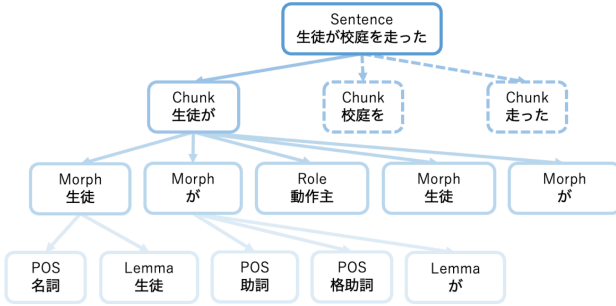 Sentence
生徒が校庭を走った
Chunk
生徒が
Chunk
校庭を
Chunk
走った
Morph
生徒
Morph
が
Role
動作主
Morph
生徒
Morph
が
POS
名詞
Lemma
生徒
POS
助詞
POS
格助詞
Lemma
が